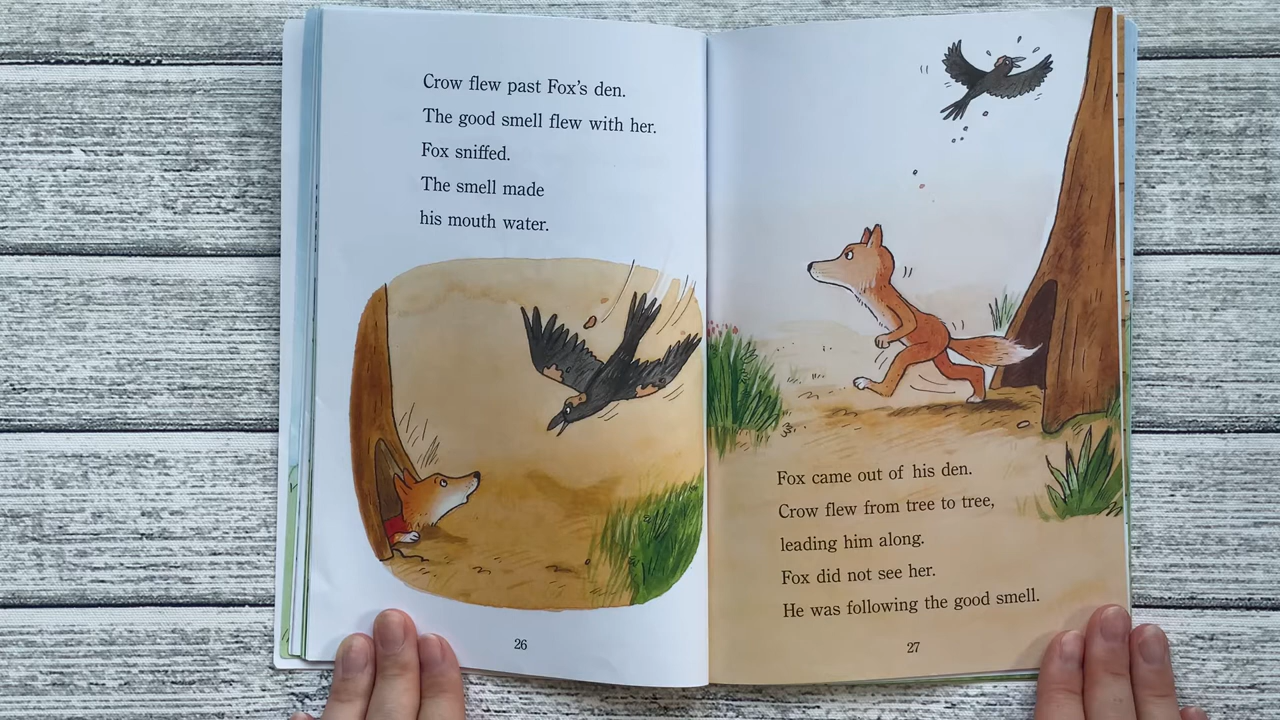 Crow flew past Fox's den.
The good smell flew with her.
Fox sniffed.
The smell made
his mouth water.
26
Fox came out of his den.
Crow flew from tree to tree,
leading him along.
Fox did not see her.
He was following the good smell.
27